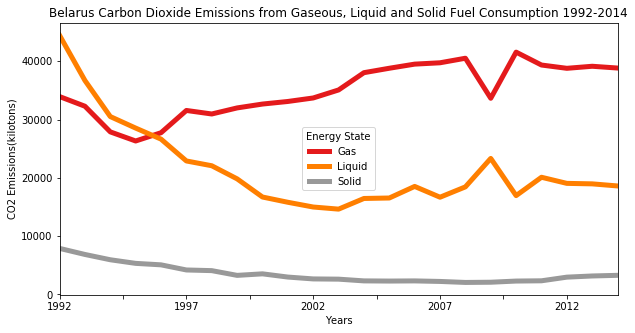 Belarus Carbon Dioxide Emissions from Gaseous, Liquid and Solid Fuel Consumption 1992-2014
CO2 Emissions(kilotons)
40000
30000
20000
10000
0
Energy State
Gas
Liquid
Solid
1992 1997 2002 2007 2012
Years